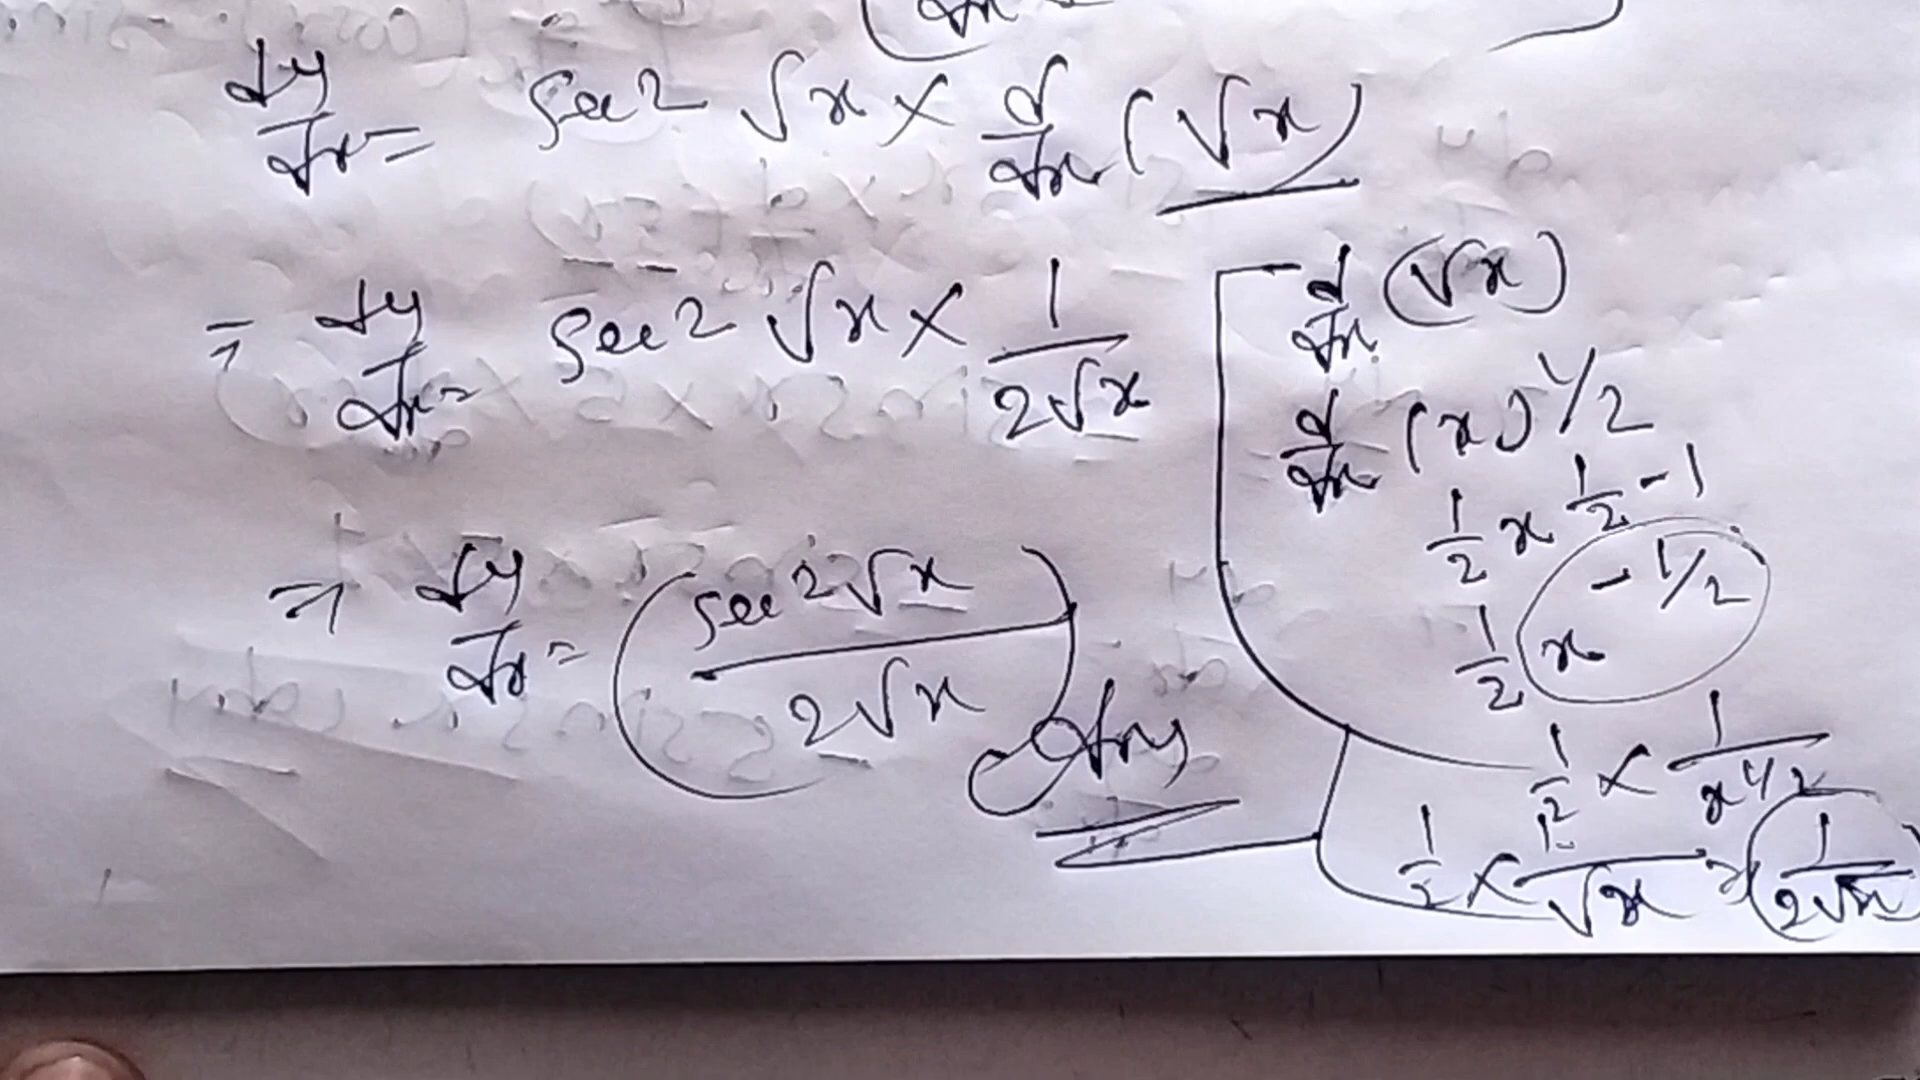 dy/dx = Sec2 √x × d/dx (√x)
⇒ dy/dx = Sec2 √x × 1/2√x
⇒ dy/dx = sec2√x / 2√x Ans
d/dx (√x)
d/dx (x)1/2
1/2 x 1/2 - 1
1/2 x -1/2
1/2 × 1/x1/2
1/2 × 1/√x ⇒ 1/2√x